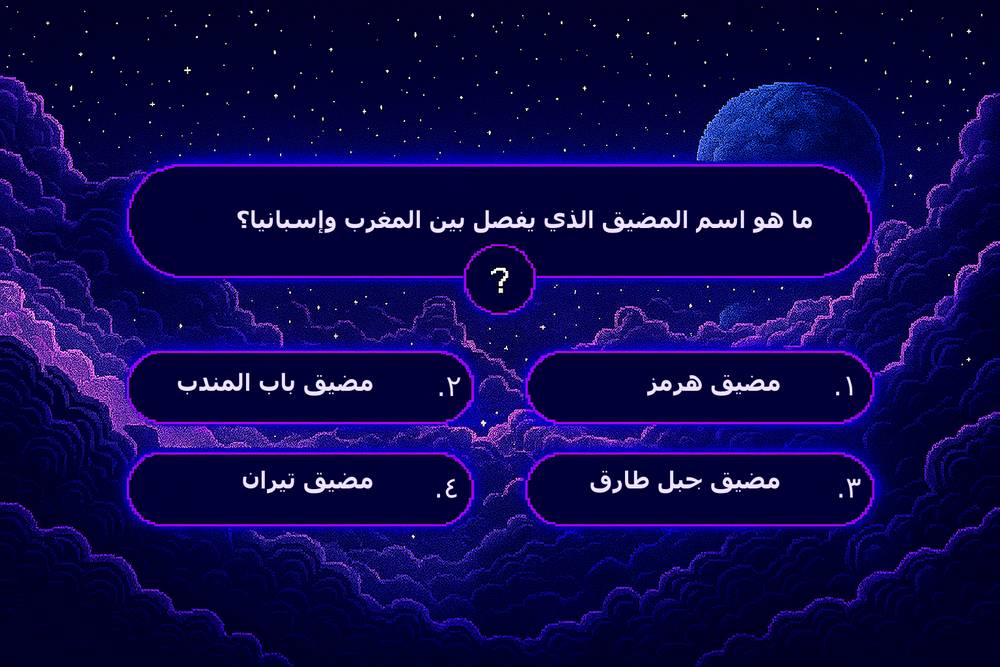 ما هو اسم المضيق الذي يفصل بين المغرب وإسبانيا؟
?
١. مضيق هرمز
٢. مضيق باب المندب
٣. مضيق جبل طارق
٤. مضيق تيران